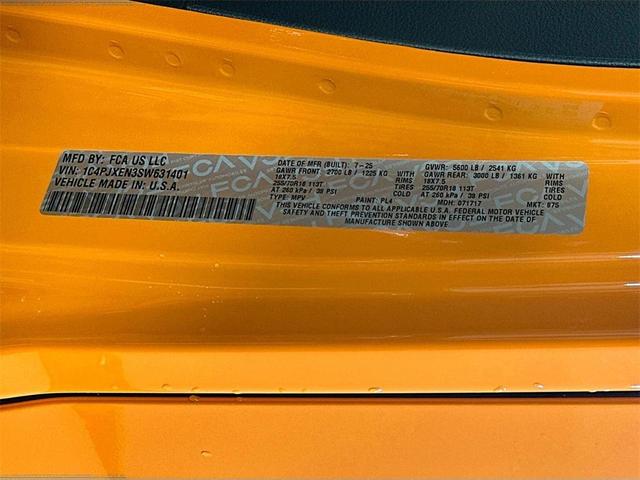 MFD BY: FCA US LLC
VIN: 1C4PJXEN3SW631401
VEHICLE MADE IN U.S.A.
DATE OF MFR (BUILT): 7-25
GAWR FRONT: 2700 LB / 1225 KG WITH
18X7.5 RIMS
255/70R18 113T TIRES
AT 260 kPa / 38 PSI COLD
TYPE: MPV PAINT: PL4
GVWR: 5600 LB / 2541 KG
GAWR REAR: 3000 LB / 1361 KG WITH
18X7.5 RIMS
255/70R18 113T TIRES
AT 260 kPa / 38 PSI COLD
MDH: 071717 MKT: 875
THIS VEHICLE CONFORMS TO ALL APPLICABLE U.S.A. FEDERAL MOTOR VEHICLE
SAFETY AND THEFT PREVENTION STANDARDS IN EFFECT ON THE DATE OF
MANUFACTURE SHOWN ABOVE.